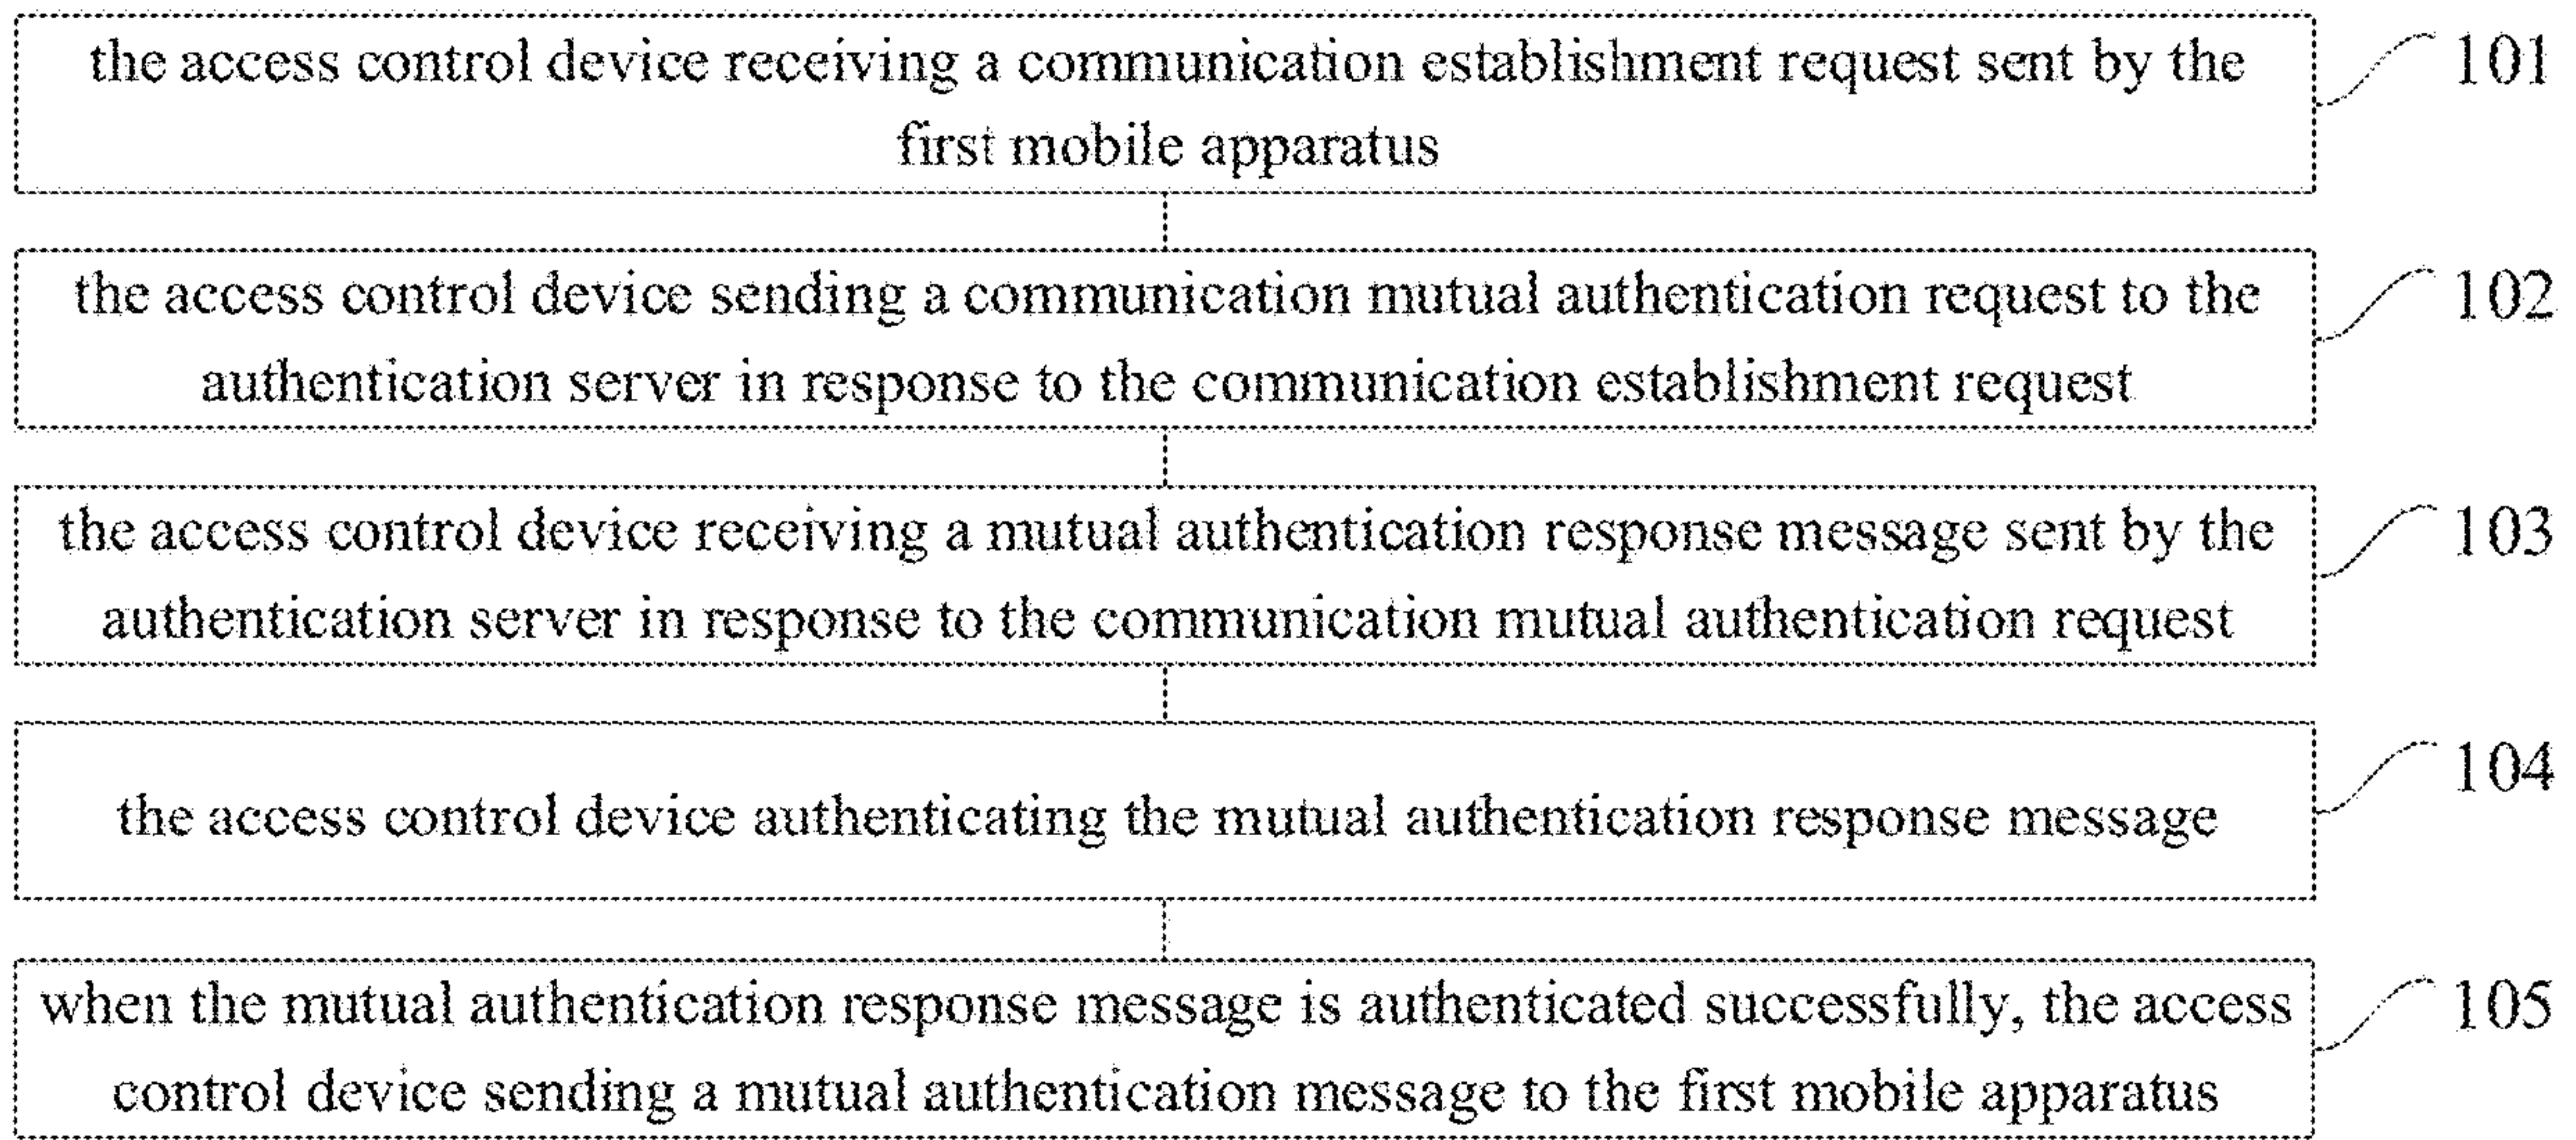 the access control device receiving a communication establishment request sent by the
first mobile apparatus
101
the access control device sending a communication mutual authentication request to the
authentication server in response to the communication establishment request
102
the access control device receiving a mutual authentication response message sent by the
authentication server in response to the communication mutual authentication request
103
the access control device authenticating the mutual authentication response message
104
when the mutual authentication response message is authenticated successfully, the access
control device sending a mutual authentication message to the first mobile apparatus
105